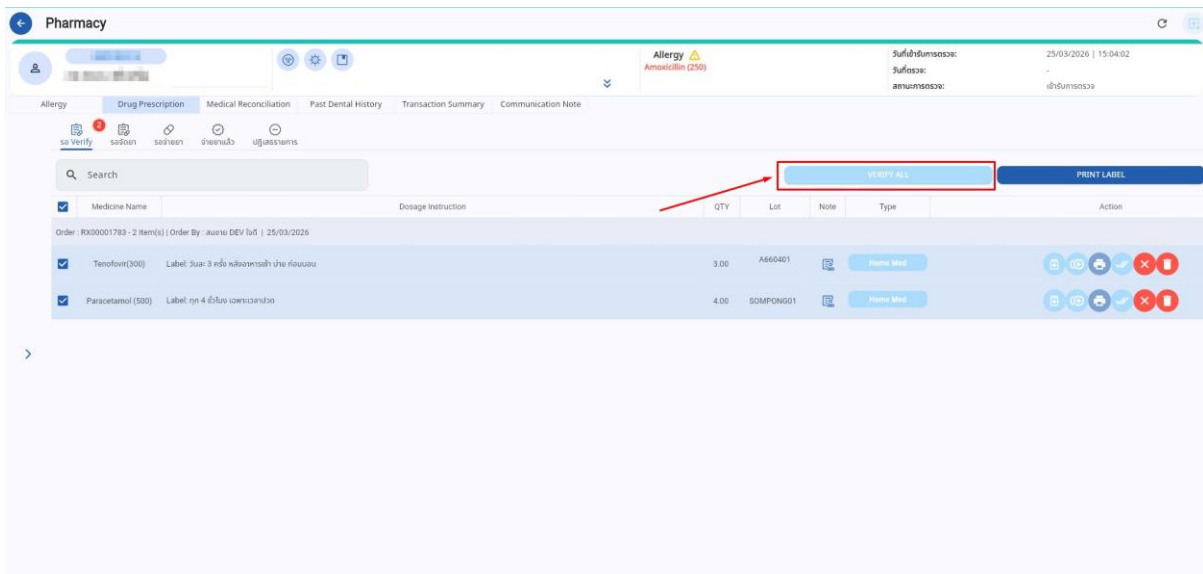 Pharmacy
Allergy
Amoxicillin (250)
วันที่เข้ารับการตรวจ: 25/03/2026 | 15:04:02
วันที่ตรวจ: -
สถานะการตรวจ: เข้ารับการตรวจ
Allergy Drug Prescription Medical Reconciliation Past Dental History Transaction Summary Communication Note
2
รอ Verify รอจัดยา รอจ่ายยา จ่ายยาแล้ว ปฏิเสธรายการ
Search VERIFY ALL PRINT LABEL
Medicine Name Dosage Instruction QTY Lot Note Type Action
Order : RX00001783 - 2 Item(s) | Order By : สมชาย DEV ใจดี | 25/03/2026
Tenofovir(300) Label: วันละ 3 ครั้ง หลังอาหารเช้า บ่าย ก่อนนอน 3.00 A660401 Home Med
Paracetamol (500) Label: ทุก 4 ชั่วโมง เฉพาะเวลาปวด 4.00 SOMPONG01 Home Med